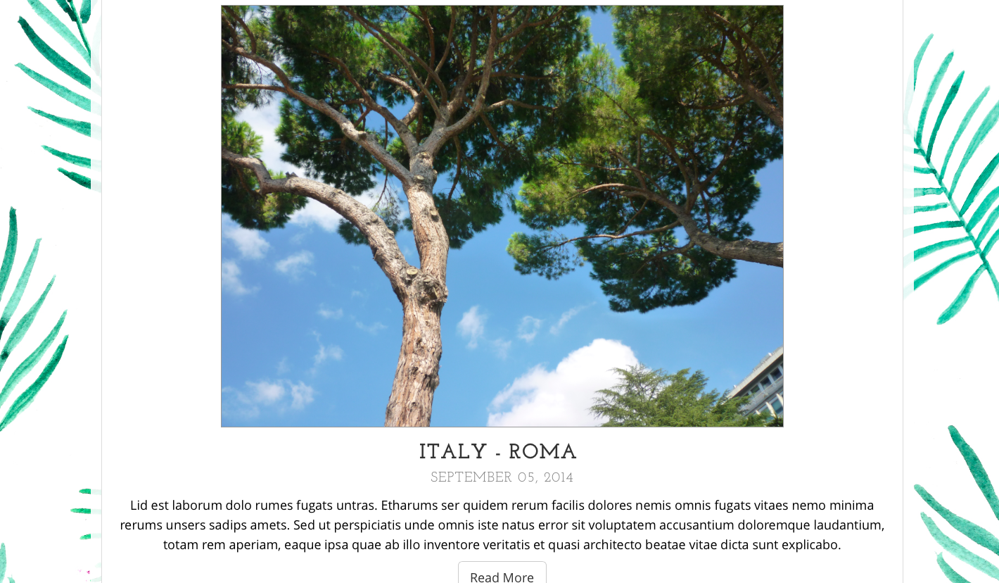 ITALY - ROMA
SEPTEMBER 05, 2014
Lid est laborum dolo rumes fugats untras. Etharums ser quidem rerum facilis dolores nemis omnis fugats vitaes nemo minima
rerums unsers sadips amets. Sed ut perspiciatis unde omnis iste natus error sit voluptatem accusantium doloremque laudantium,
totam rem aperiam, eaque ipsa quae ab illo inventore veritatis et quasi architecto beatae vitae dicta sunt explicabo.
Read More